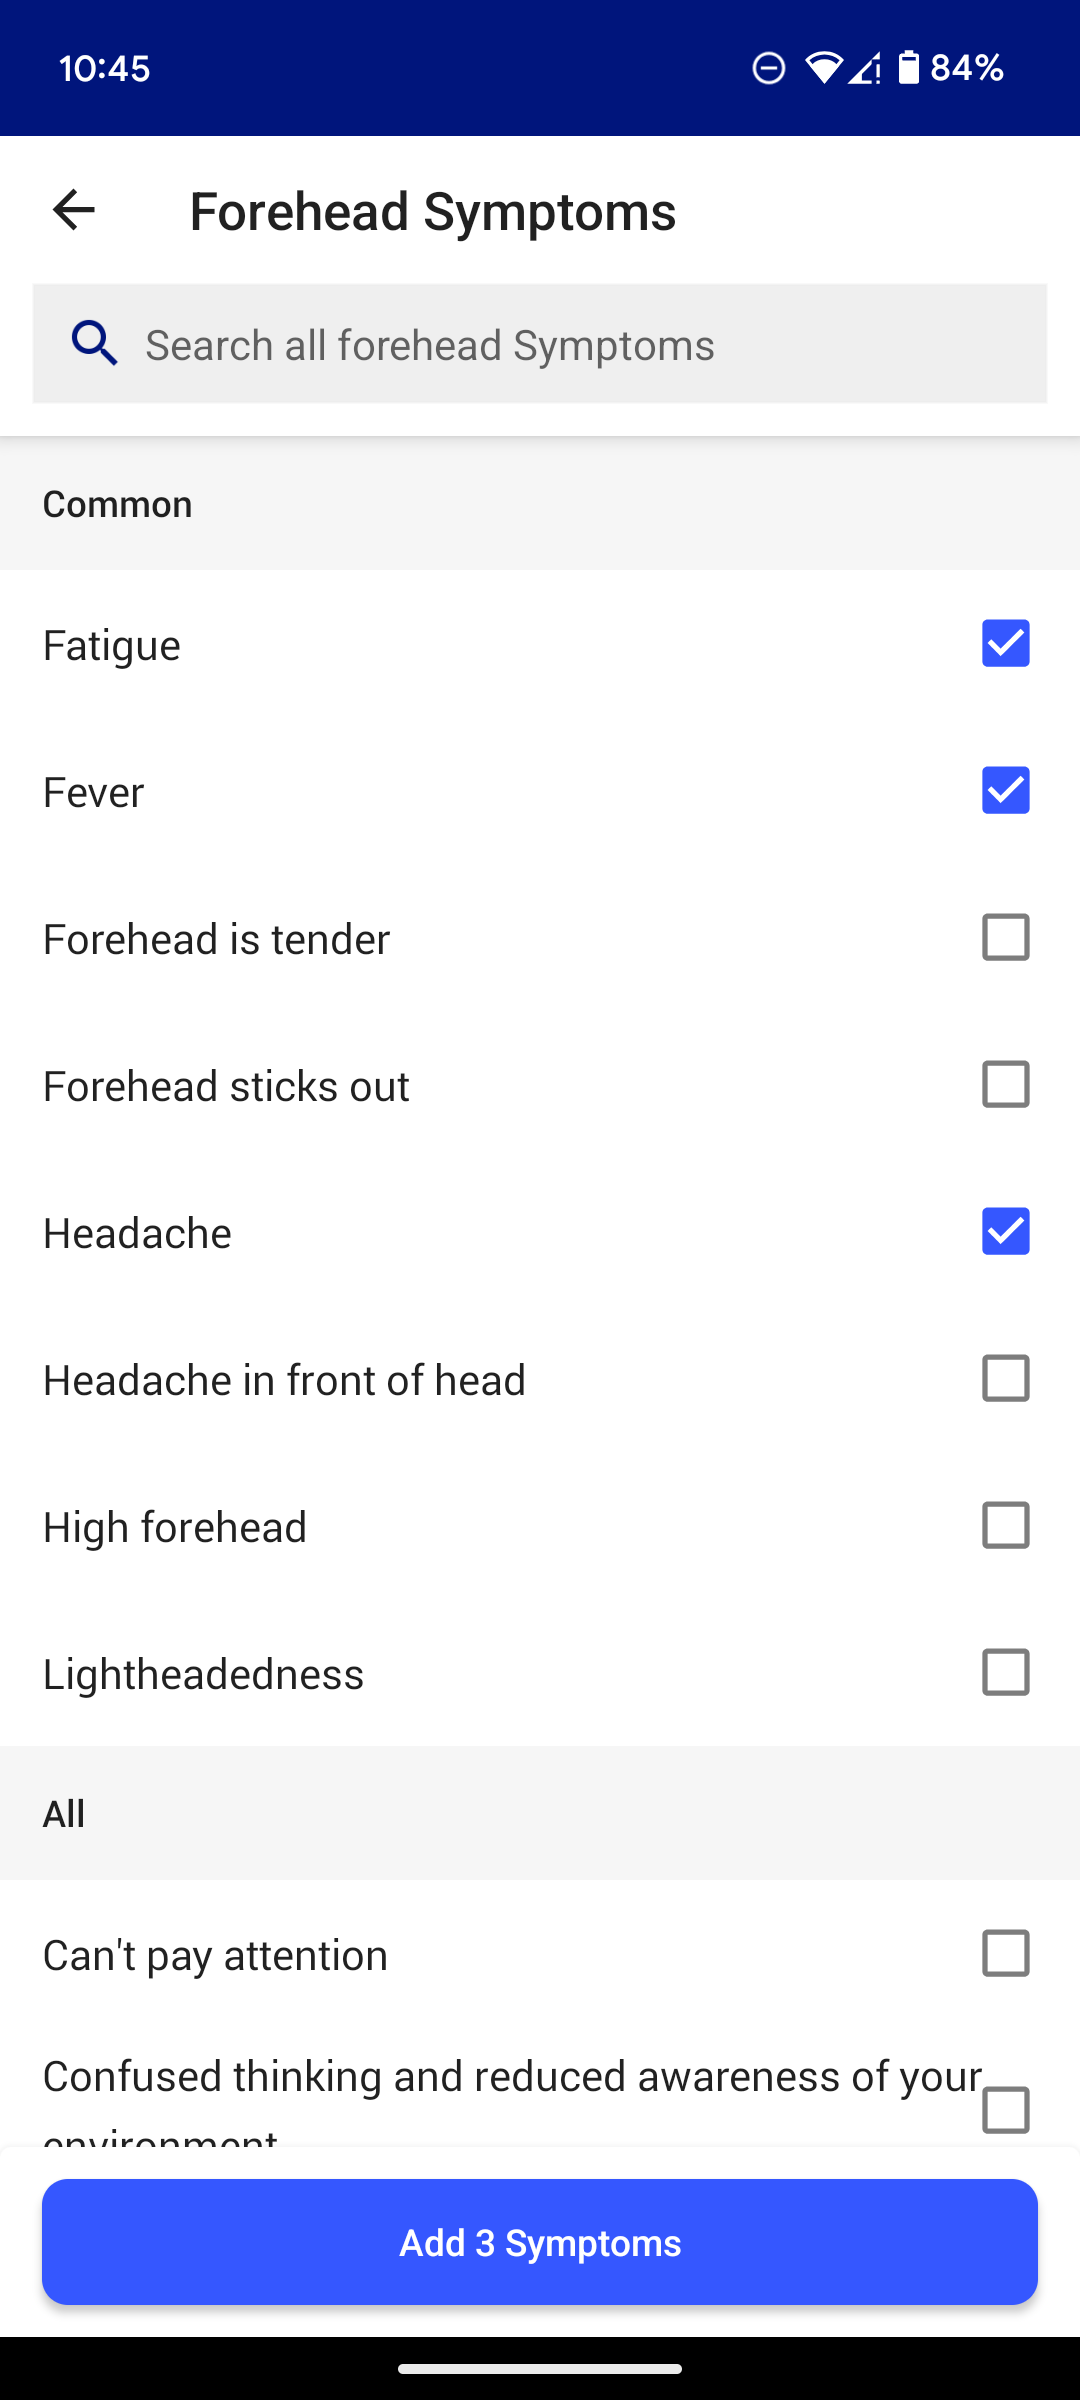 10:45
84%
Forehead Symptoms
Search all forehead Symptoms
Common
Fatigue
Fever
Forehead is tender
Forehead sticks out
Headache
Headache in front of head
High forehead
Lightheadedness
All
Can't pay attention
Confused thinking and reduced awareness of your
environment
Add 3 Symptoms